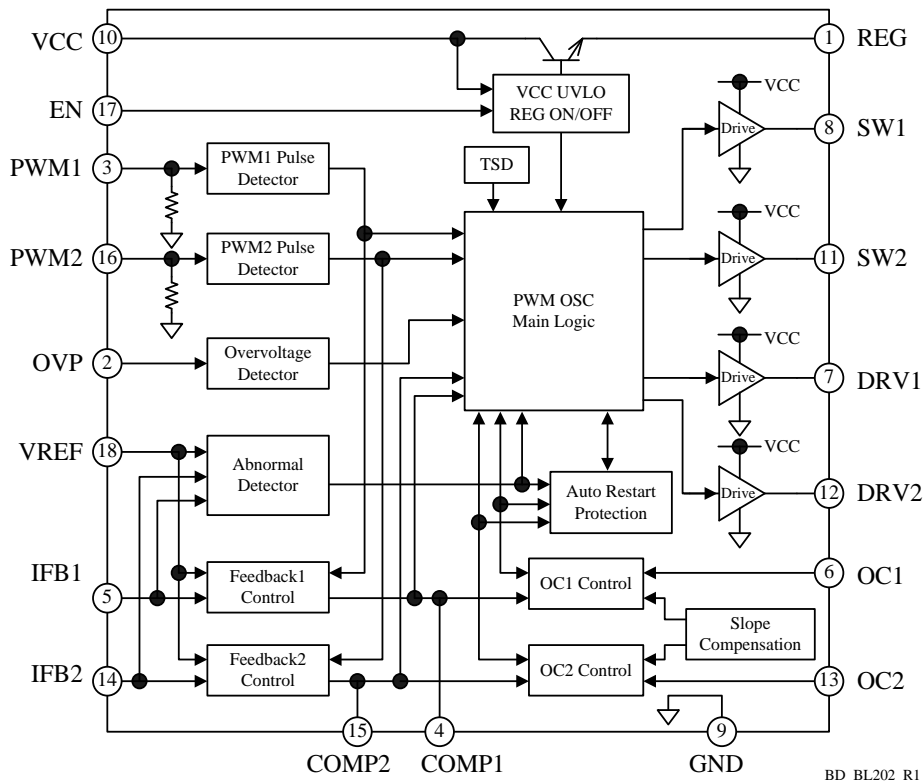 VCC
10
1
REG
VCC UVLO
REG ON/OFF
EN
17
VCC
Drive
8
SW1
PWM1
3
PWM1 Pulse
Detector
TSD
PWM2
16
PWM2 Pulse
Detector
VCC
Drive
11
SW2
PWM OSC
Main Logic
OVP
2
Overvoltage
Detector
VCC
Drive
7
DRV1
VREF
18
Abnormal
Detector
VCC
Drive
12
DRV2
Auto Restart
Protection
IFB1
5
Feedback1
Control
OC1 Control
6
OC1
Slope
Compensation
IFB2
14
Feedback2
Control
OC2 Control
13
OC2
15
4
9
COMP2
COMP1
GND
BD_BL202_R1